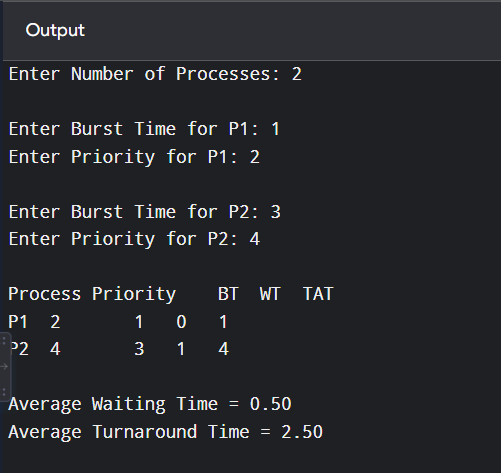 Output
Enter Number of Processes: 2
Enter Burst Time for P1: 1
Enter Priority for P1: 2
Enter Burst Time for P2: 3
Enter Priority for P2: 4
Process Priority    BT  WT  TAT
P1  2       1   0   1
P2  4       3   1   4
Average Waiting Time = 0.50
Average Turnaround Time = 2.50